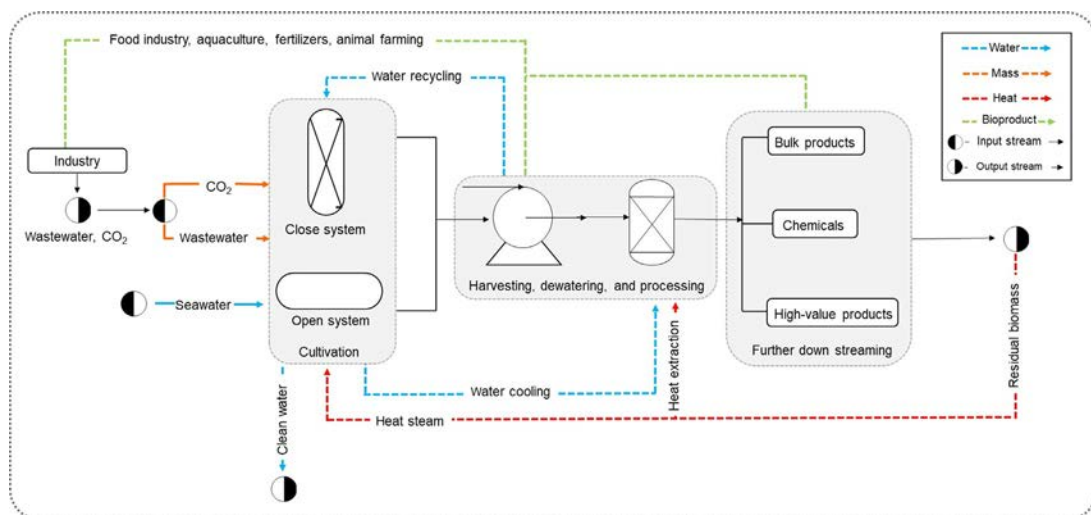 Food industry, aquaculture, fertilizers, animal farming
Water recycling
Water
Mass
Heat
Bioproduct
Input stream
Output stream
Industry
CO₂
Wastewater, CO₂
Wastewater
Close system
Seawater
Open system
Cultivation
Harvesting, dewatering, and processing
Bulk products
Chemicals
High-value products
Further down streaming
Water cooling
Heat extraction
Heat steam
Residual biomass
Clean water